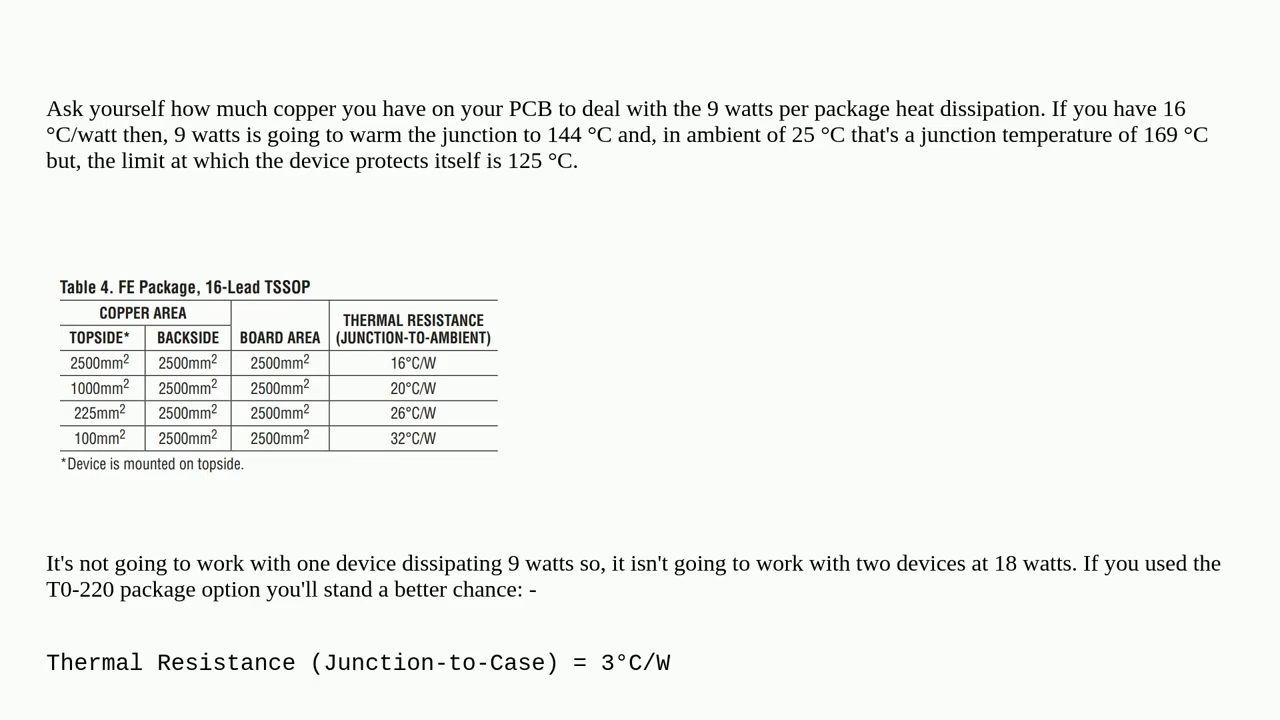 Ask yourself how much copper you have on your PCB to deal with the 9 watts per package heat dissipation. If you have 16
°C/watt then, 9 watts is going to warm the junction to 144 °C and, in ambient of 25 °C that's a junction temperature of 169 °C
but, the limit at which the device protects itself is 125 °C.
Table 4. FE Package, 16-Lead TSSOP
COPPER AREA
THERMAL RESISTANCE
TOPSIDE* BACKSIDE BOARD AREA (JUNCTION-TO-AMBIENT)
2500mm² 2500mm² 2500mm² 16°C/W
1000mm² 2500mm² 2500mm² 20°C/W
225mm² 2500mm² 2500mm² 26°C/W
100mm² 2500mm² 2500mm² 32°C/W
*Device is mounted on topside.
It's not going to work with one device dissipating 9 watts so, it isn't going to work with two devices at 18 watts. If you used the
T0-220 package option you'll stand a better chance: -
Thermal Resistance (Junction-to-Case) = 3°C/W